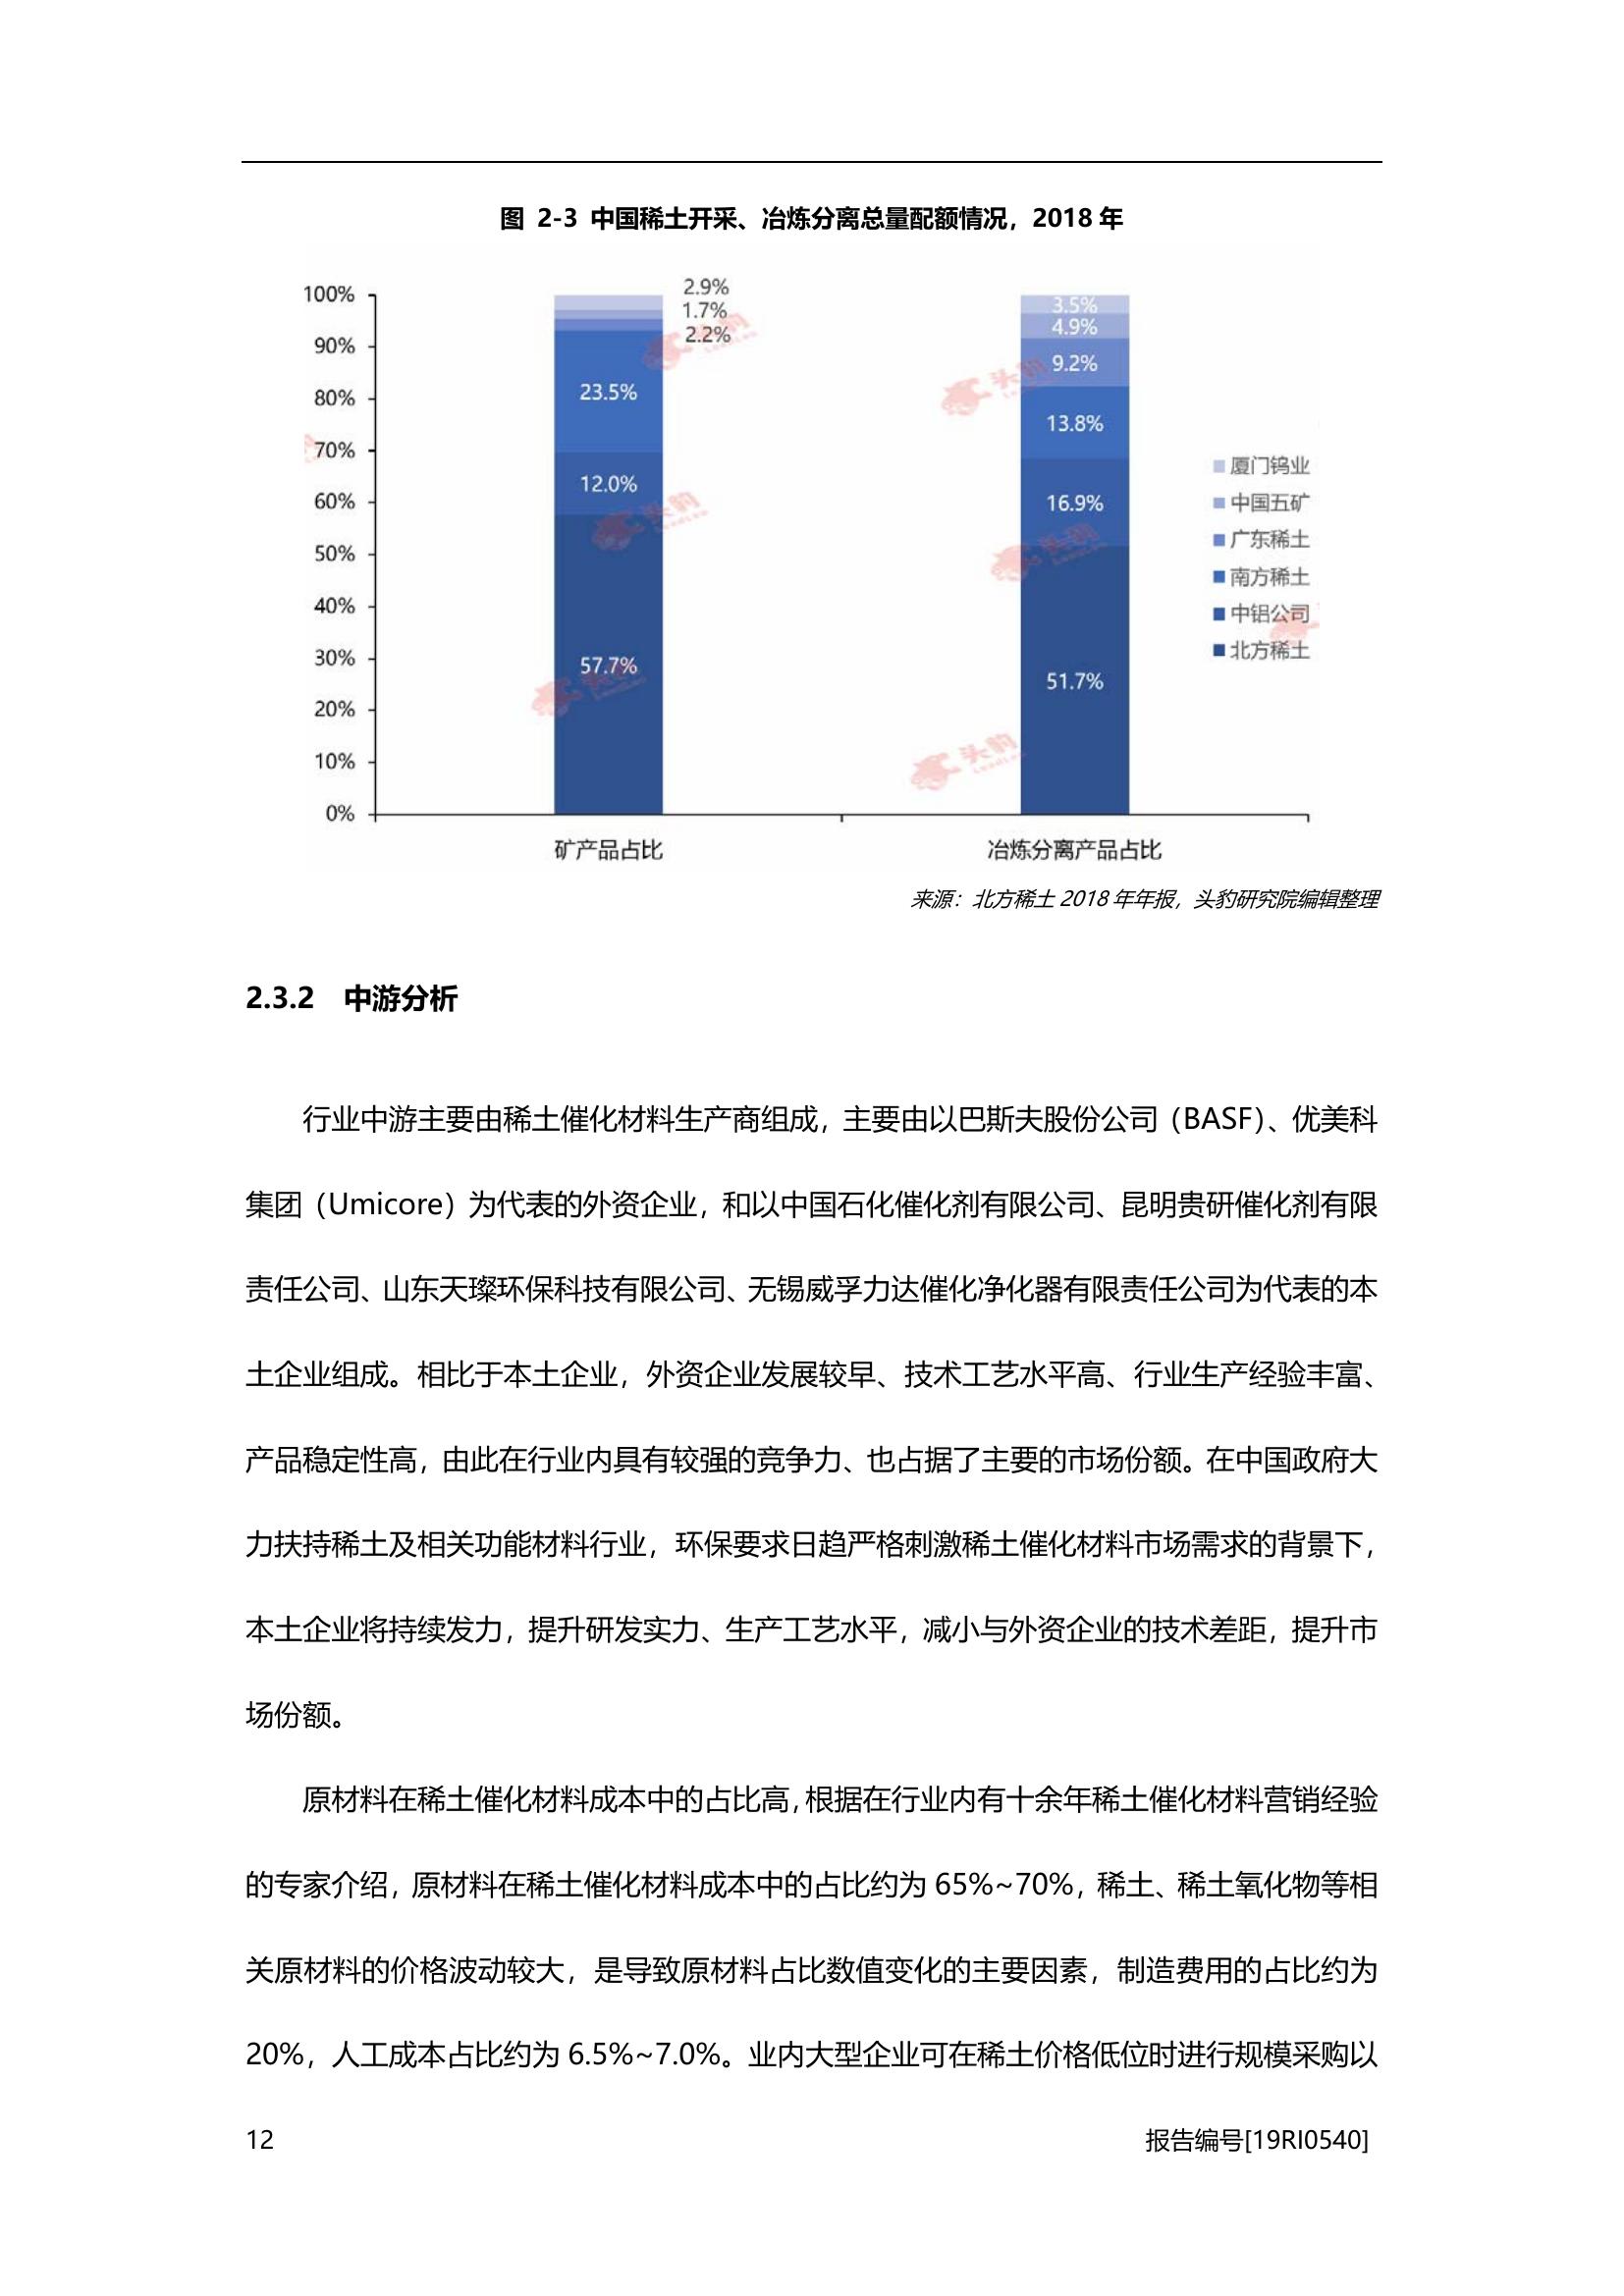 图 2-3 中国稀土开采、冶炼分离总量配额情况，2018 年
100%
90%
80%
70%
60%
50%
40%
30%
20%
10%
0%
2.9%
1.7%
2.2%
23.5%
12.0%
57.7%
3.5%
4.9%
9.2%
13.8%
16.9%
51.7%
厦门钨业
中国五矿
广东稀土
南方稀土
中铝公司
北方稀土
矿产品占比
冶炼分离产品占比
头豹
LeadLeo
来源：北方稀土 2018 年年报，头豹研究院编辑整理
2.3.2 中游分析
行业中游主要由稀土催化材料生产商组成，主要由以巴斯夫股份公司（BASF）、优美科
集团（Umicore）为代表的外资企业，和以中国石化催化剂有限公司、昆明贵研催化剂有限
责任公司、山东天璨环保科技有限公司、无锡威孚力达催化净化器有限责任公司为代表的本
土企业组成。相比于本土企业，外资企业发展较早、技术工艺水平高、行业生产经验丰富、
产品稳定性高，由此在行业内具有较强的竞争力、也占据了主要的市场份额。在中国政府大
力扶持稀土及相关功能材料行业，环保要求日趋严格刺激稀土催化材料市场需求的背景下，
本土企业将持续发力，提升研发实力、生产工艺水平，减小与外资企业的技术差距，提升市
场份额。
原材料在稀土催化材料成本中的占比高，根据在行业内有十余年稀土催化材料营销经验
的专家介绍，原材料在稀土催化材料成本中的占比约为 65%~70%，稀土、稀土氧化物等相
关原材料的价格波动较大，是导致原材料占比数值变化的主要因素，制造费用的占比约为
20%，人工成本占比约为 6.5%~7.0%。业内大型企业可在稀土价格低位时进行规模采购以
12
报告编号[19RI0540]